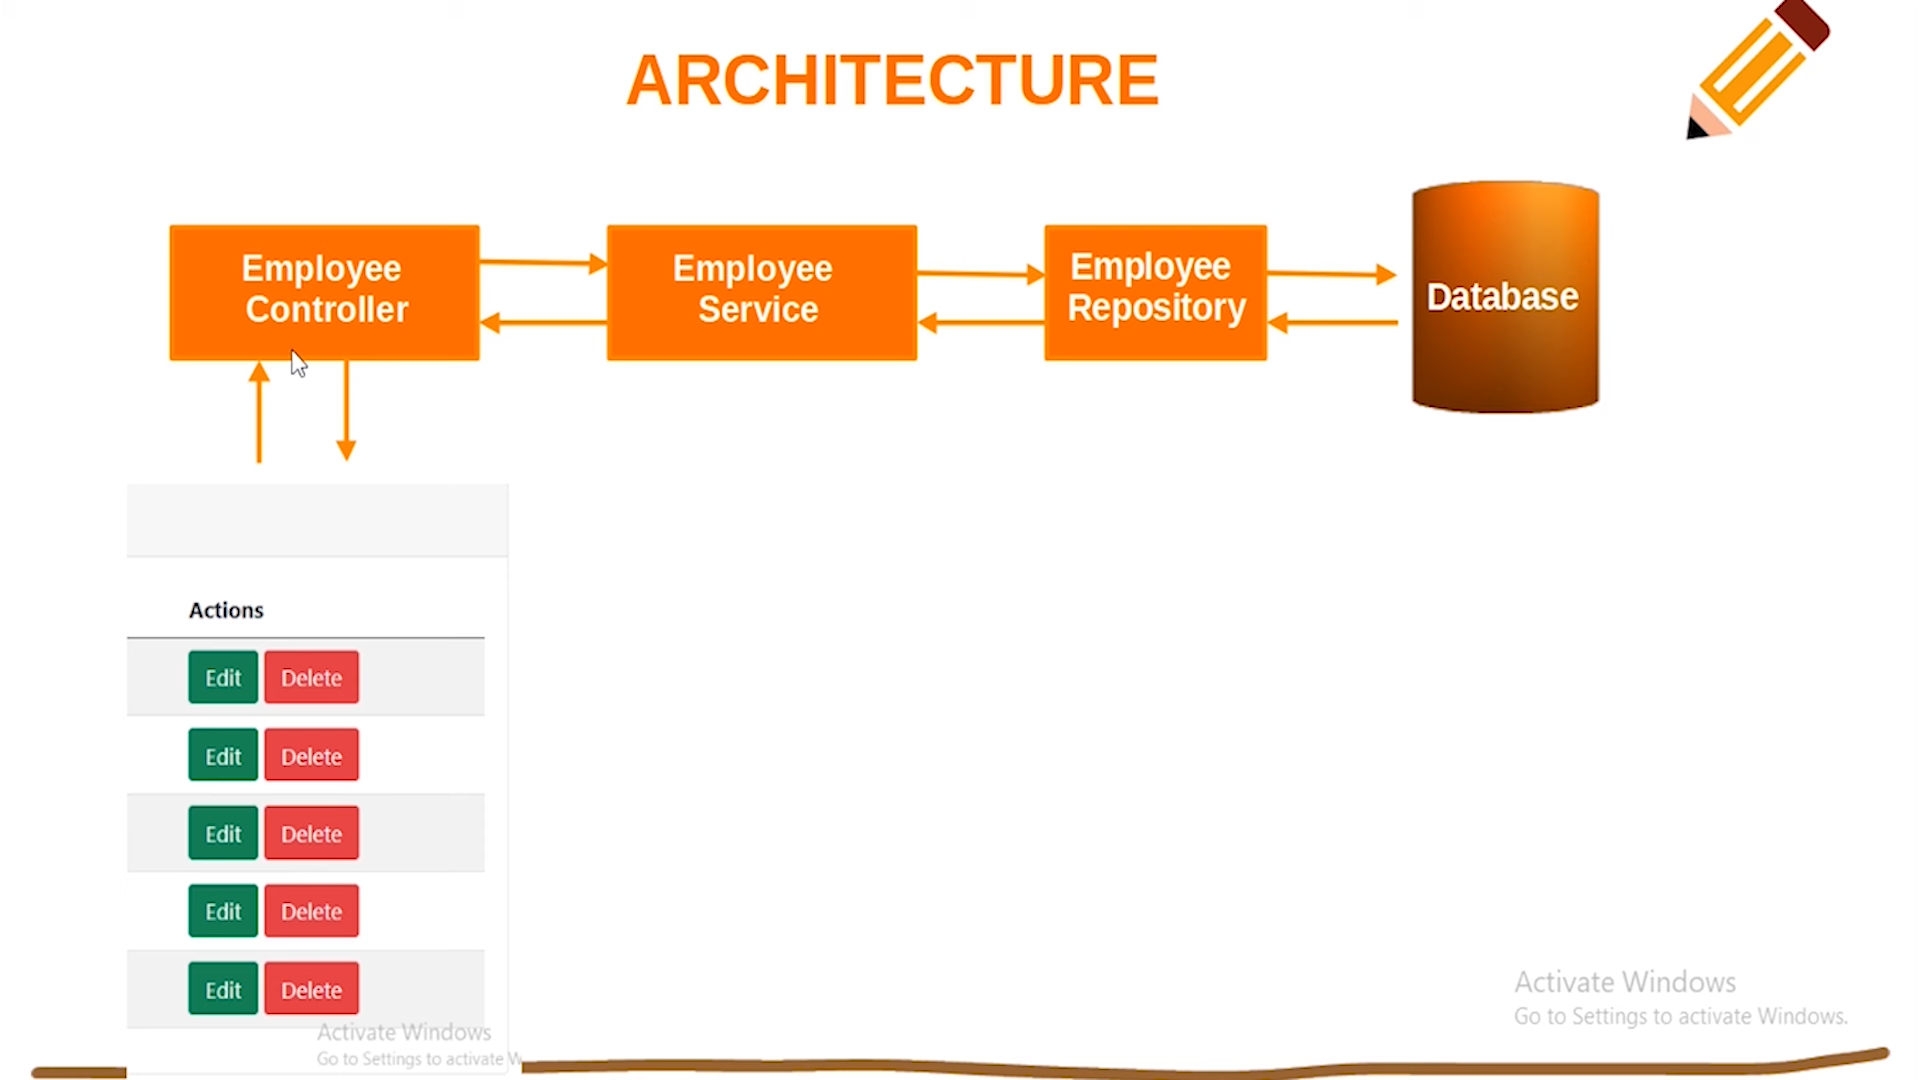 ARCHITECTURE
Employee
Controller
Employee
Service
Employee
Repository
Database
Actions
Edit Delete
Edit Delete
Edit Delete
Edit Delete
Edit Delete
Activate Windows
Go to Settings to activate W
Activate Windows
Go to Settings to activate Windows.